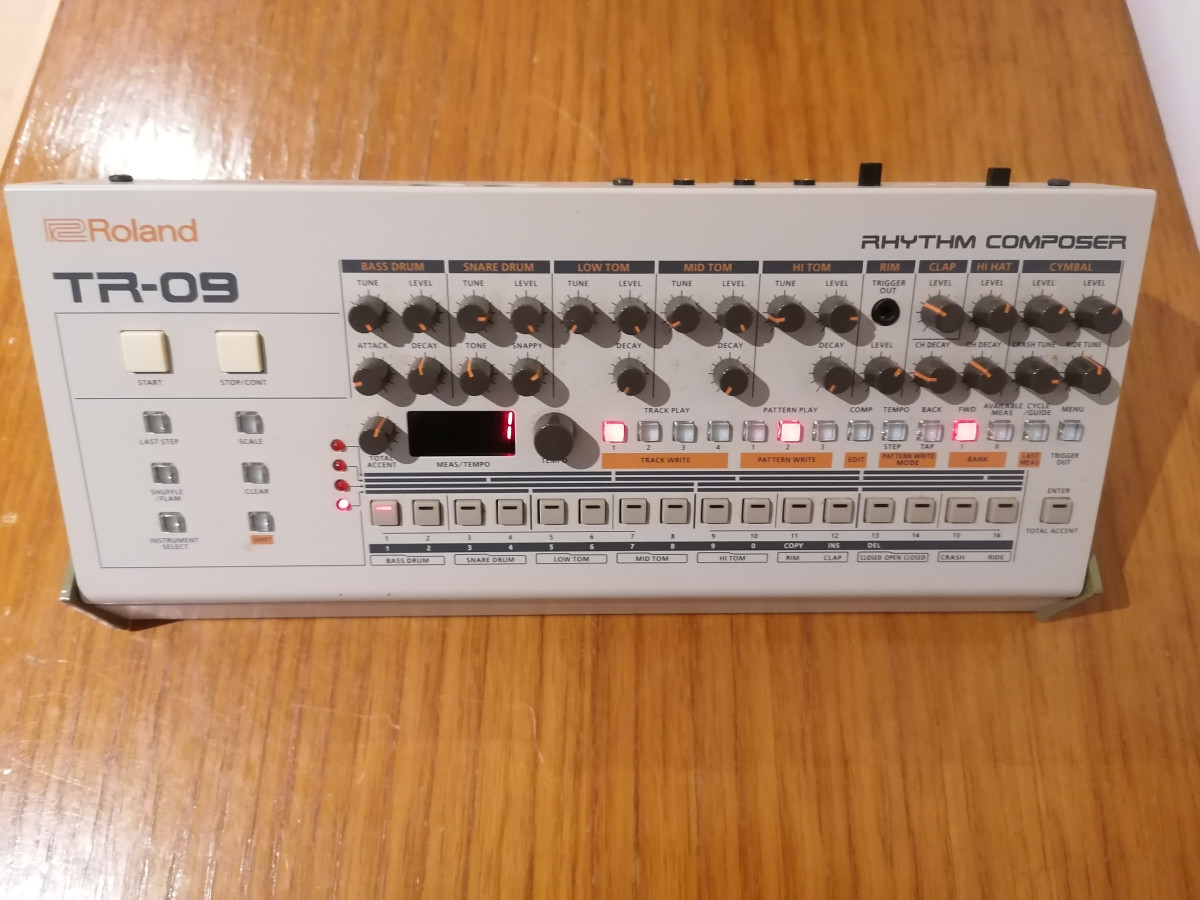 Roland
RHYTHM COMPOSER
TR-09
BASS DRUM SNARE DRUM LOW TOM MID TOM HI TOM RIM CLAP HI HAT CYMBAL
TUNE LEVEL TUNE LEVEL TUNE LEVEL TUNE LEVEL TUNE LEVEL TRIGGER OUT LEVEL LEVEL LEVEL LEVEL
ATTACK DECAY TONE SNAPPY DECAY DECAY DECAY LEVEL CH DECAY OH DECAY CRASH TUNE RIDE TUNE
START STOP/CONT
TRACK PLAY PATTERN PLAY COMP TEMPO BACK FWD AVAILABLE MEAS CYCLE /GUIDE MENU
LAST STEP SCALE
1 2 3 4 1 2 3 STEP TAP I II
TOTAL ACCENT MEAS/TEMPO TEMPO TRACK WRITE PATTERN WRITE EDIT PATTERN WRITE MODE BANK LAST MEAS TRIGGER OUT
1
SHUFFLE /FLAM CLEAR
ENTER
INSTRUMENT SELECT SHIFT
TOTAL ACCENT
1 2 3 4 5 6 7 8 9 10 11 12 13 14 15 16
1 2 3 4 5 6 7 8 9 0 COPY INS DEL
BASS DRUM SNARE DRUM LOW TOM MID TOM HI TOM RIM CLAP CLOSED OPEN CLOSED CRASH RIDE